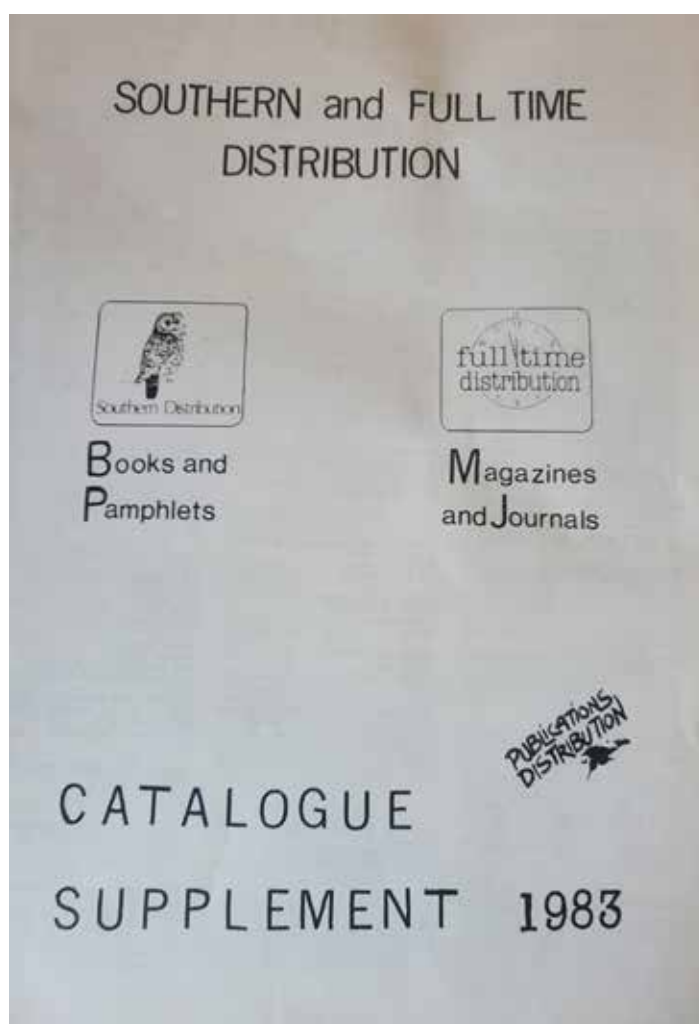 SOUTHERN and FULL TIME
DISTRIBUTION
Southern Distribution
Books and
Pamphlets
full time
distribution
Magazines
and Journals
PUBLICATIONS
DISTRIBUTION
CATALOGUE
SUPPLEMENT 1983